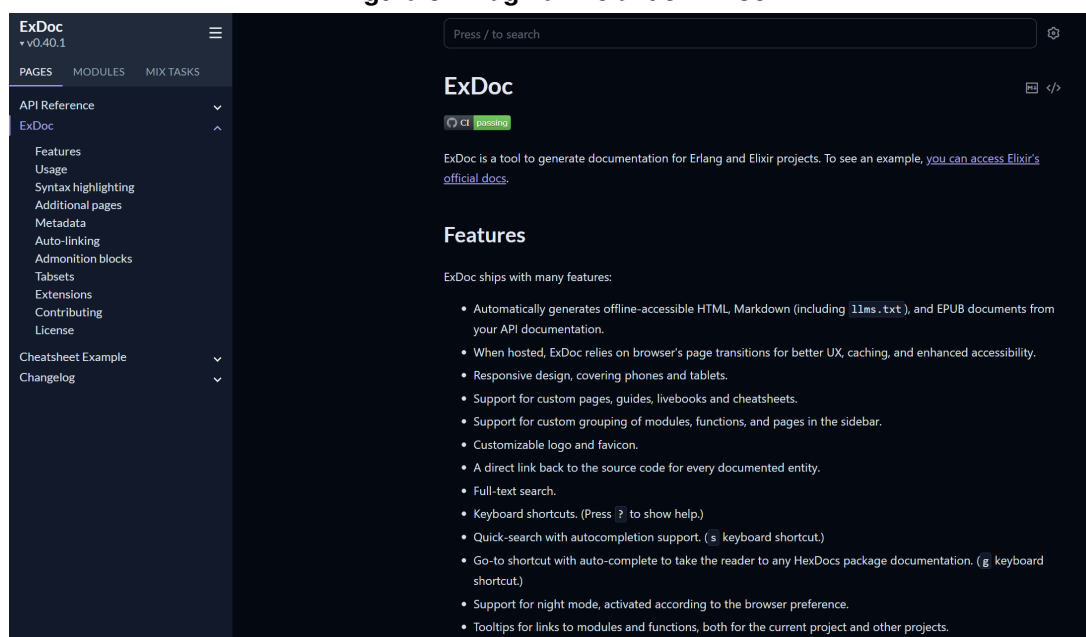 ExDoc
v0.40.1
PAGES MODULES MIX TASKS
API Reference
ExDoc
Features
Usage
Syntax highlighting
Additional pages
Metadata
Auto-linking
Admonition blocks
Tabsets
Extensions
Contributing
License
Cheatsheet Example
Changelog
Press / to search
ExDoc
</>
CI passing
ExDoc is a tool to generate documentation for Erlang and Elixir projects. To see an example, you can access Elixir's
official docs.
Features
ExDoc ships with many features:
• Automatically generates offline-accessible HTML, Markdown (including llms.txt), and EPUB documents from
your API documentation.
• When hosted, ExDoc relies on browser's page transitions for better UX, caching, and enhanced accessibility.
• Responsive design, covering phones and tablets.
• Support for custom pages, guides, livebooks and cheatsheets.
• Support for custom grouping of modules, functions, and pages in the sidebar.
• Customizable logo and favicon.
• A direct link back to the source code for every documented entity.
• Full-text search.
• Keyboard shortcuts. (Press ? to show help.)
• Quick-search with autocompletion support. ( s keyboard shortcut.)
• Go-to shortcut with auto-complete to take the reader to any HexDocs package documentation. ( g keyboard
shortcut.)
• Support for night mode, activated according to the browser preference.
• Tooltips for links to modules and functions, both for the current project and other projects.